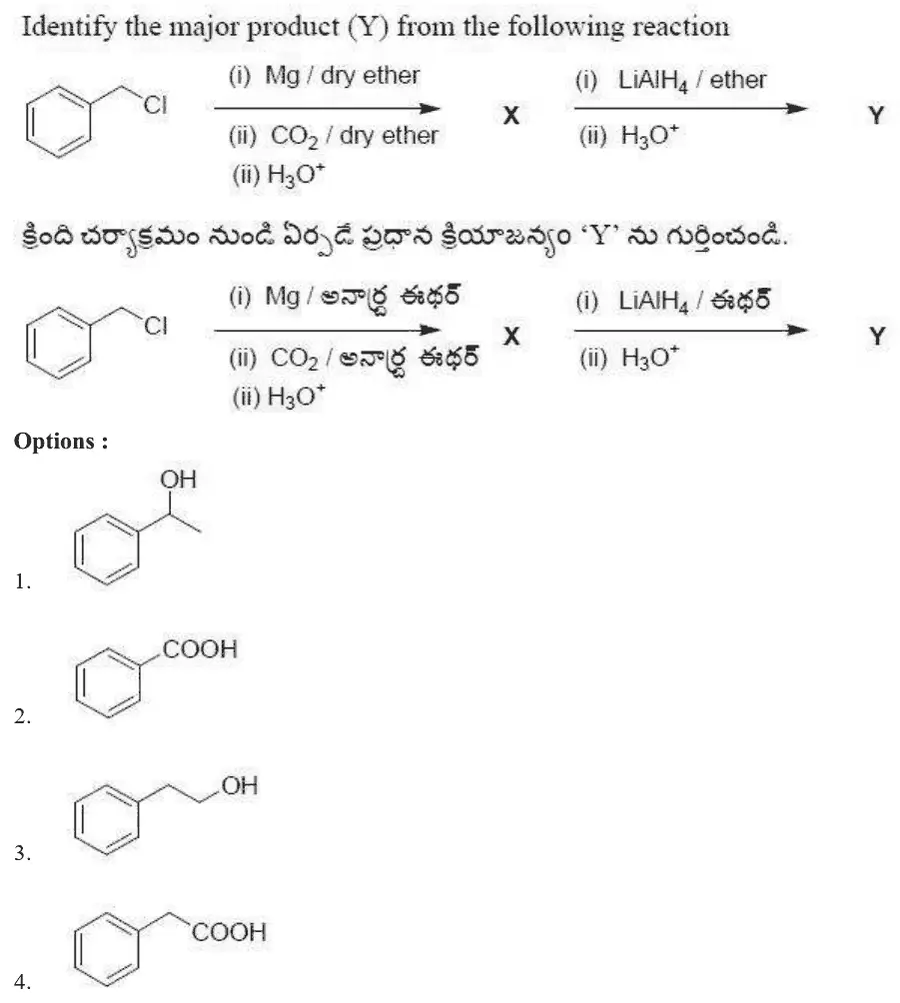 Identify the major product (Y) from the following reaction
Cl
(i) Mg / dry ether
(ii) CO₂ / dry ether
(ii) H₃O⁺
X
(i) LiAlH₄ / ether
(ii) H₃O⁺
Y
క్రింది చర్యాక్రమం నుండి ఏర్పడే ప్రధాన క్రియాజన్యం ‘Y’ ను గుర్తించండి.
Cl
(i) Mg / అనార్ద్ర ఈథర్
(ii) CO₂ / అనార్ద్ర ఈథర్
(ii) H₃O⁺
X
(i) LiAlH₄ / ఈథర్
(ii) H₃O⁺
Y
Options :
OH
1.
COOH
2.
OH
3.
COOH
4.